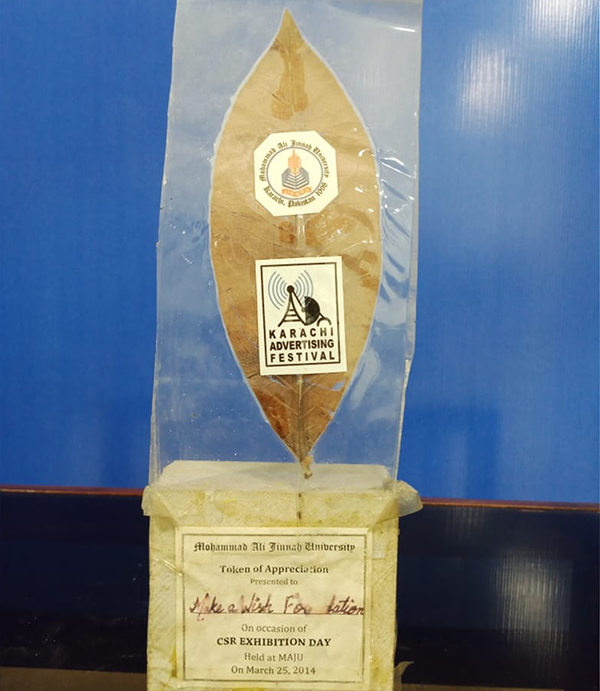 Mohammad Ali Jinnah University
Karachi, Pakistan 1998
KARACHI
ADVERTISING
FESTIVAL
Mohammad Ali Jinnah University
Token of Appreciation
Presented to
Make a Wish Foundation
On occasion of
CSR EXHIBITION DAY
Held at MAJU
On March 25, 2014